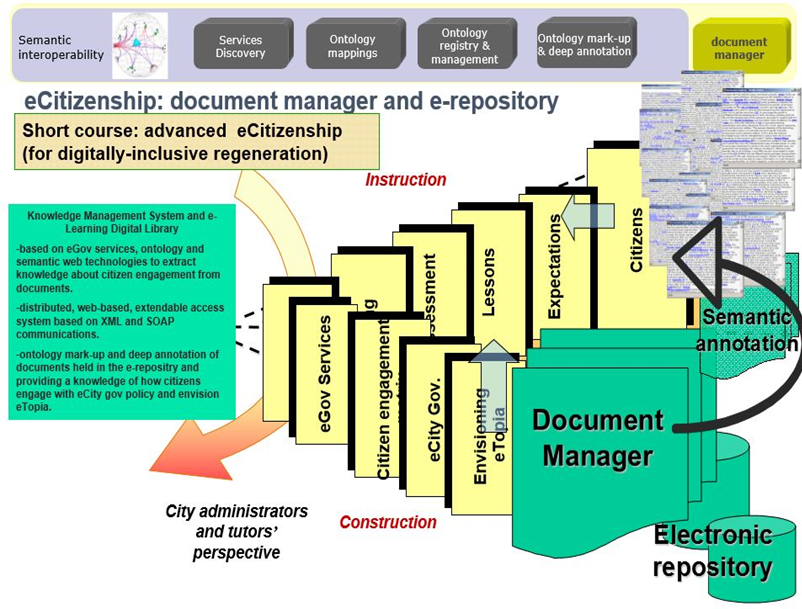 Semantic
interoperability
Services
Discovery
Ontology
mappings
Ontology
registry &
management
Ontology mark-up
& deep annotation
document
manager
eCitizenship: document manager and e-repository
Short course: advanced  eCitizenship
(for digitally-inclusive regeneration)
Instruction
Knowledge Management System and e-
Learning Digital Library
-based on eGov services, ontology and
semantic web technologies to extract
knowledge about citizen engagement from
documents.
-distributed, web-based, extendable access
system based on XML and SOAP
communications.
-ontology mark-up and deep annotation of
documents held in the e-repositry and
providing a knowledge of how citizens
engage with eCity gov policy and envision
eTopia.
ng
ssessment
Lessons
Expectations
Citizens
eGov Services
Citizen engagement
matrix
eCity Gov.
Envisioning
eTopia
Semantic
annotation
Document
Manager
Electronic
repository
City administrators
and tutors’
perspective
Construction